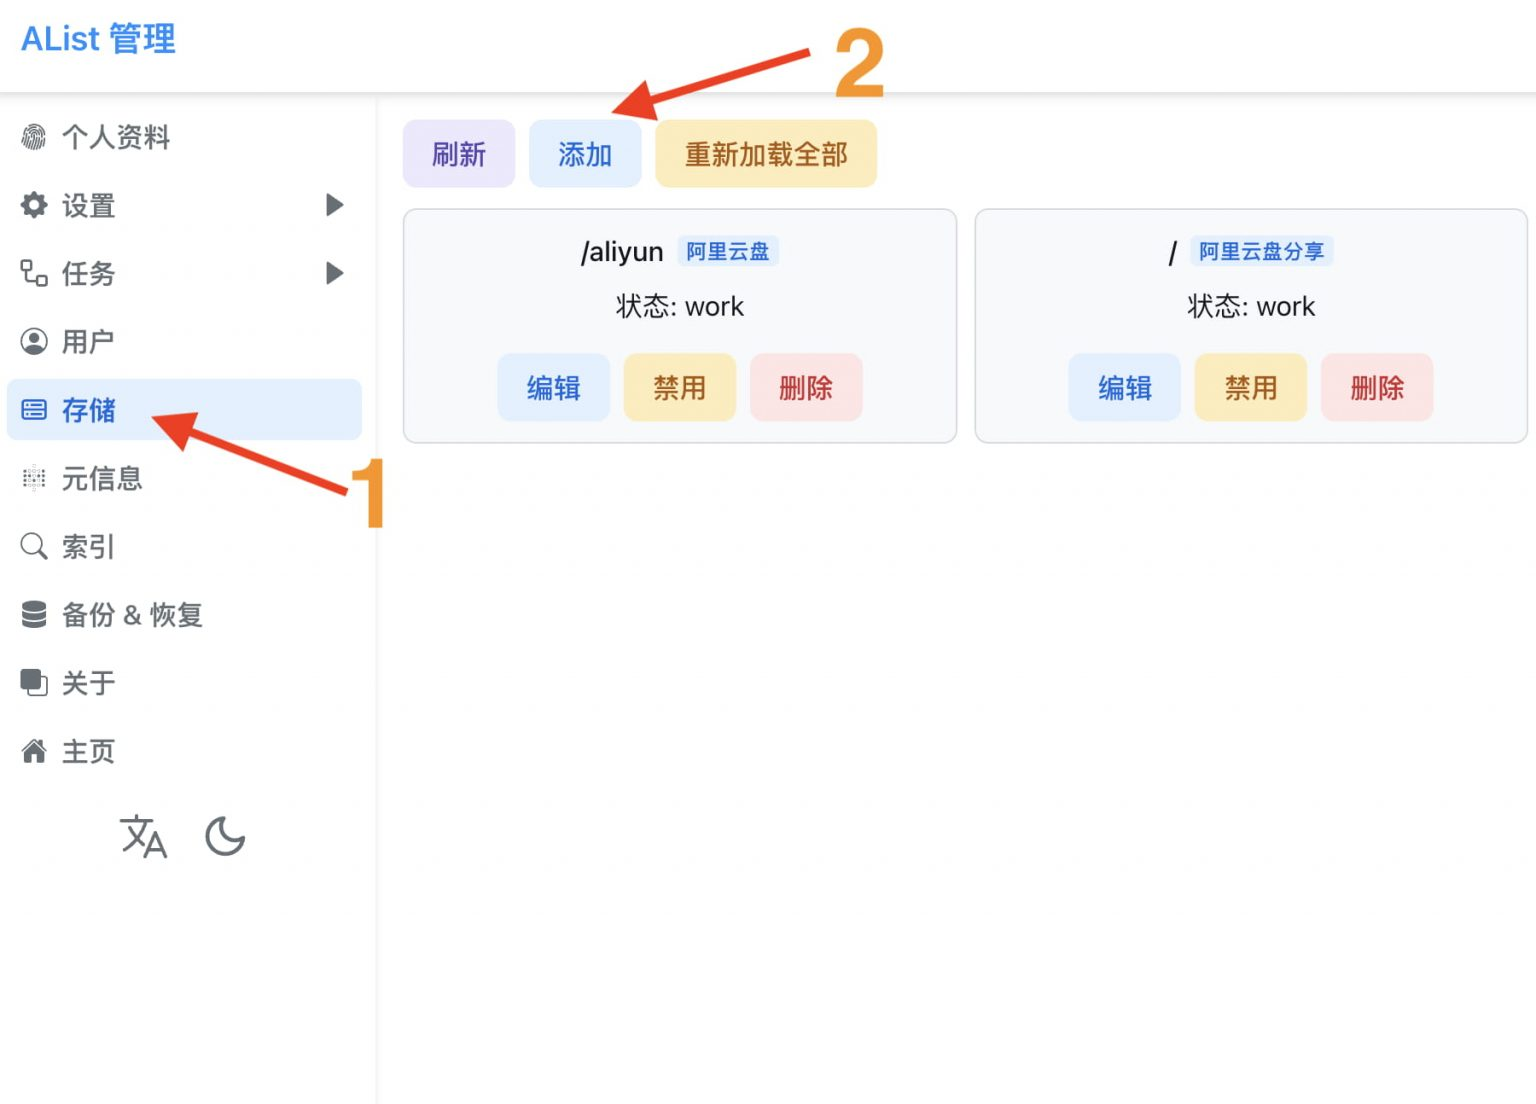 AList 管理
2
刷新 添加 重新加载全部
个人资料
设置
任务
用户
存储
1
元信息
索引
备份 & 恢复
关于
主页
文A
/aliyun 阿里云盘
状态: work
编辑 禁用 删除
/ 阿里云盘分享
状态: work
编辑 禁用 删除